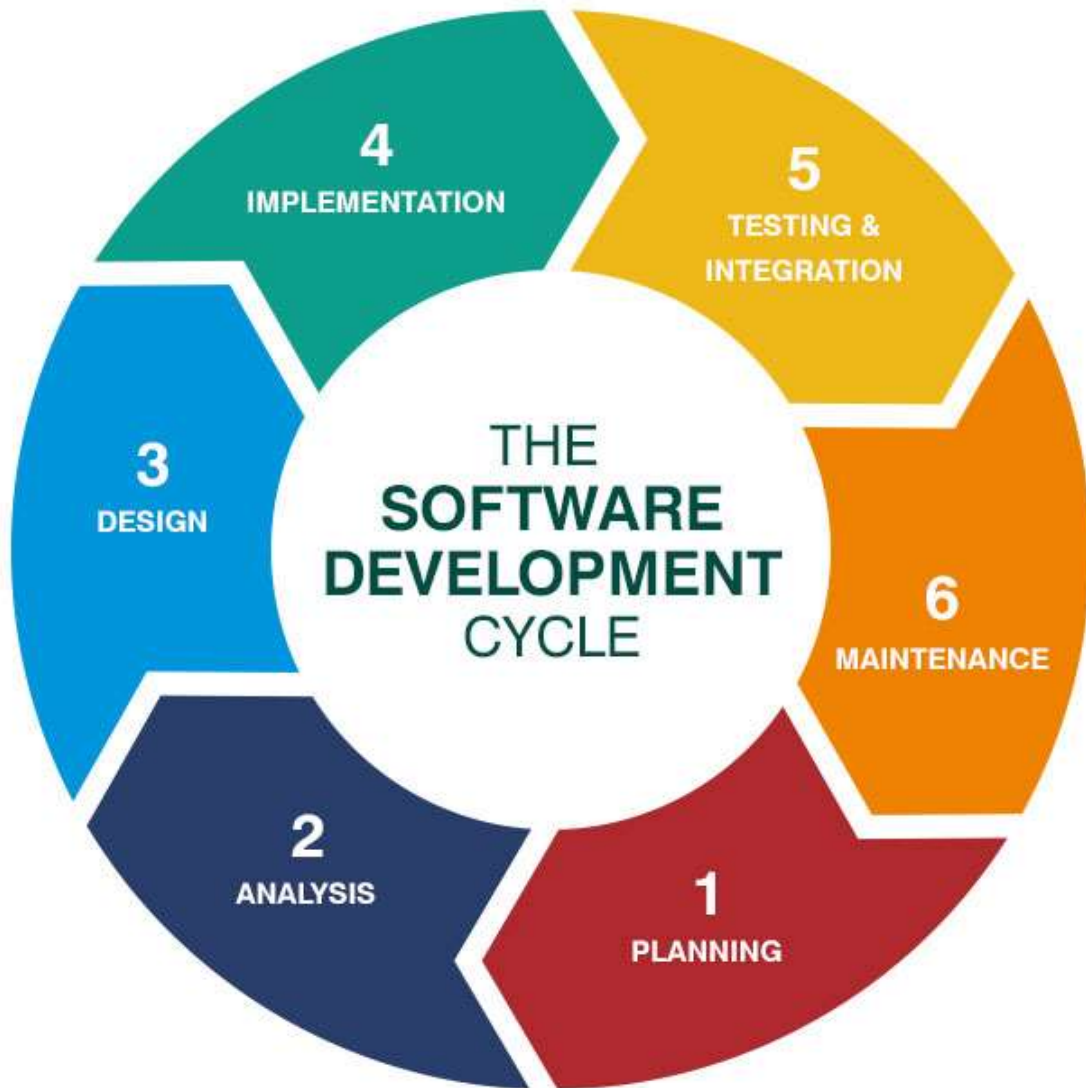 THE
SOFTWARE
DEVELOPMENT
CYCLE
1
PLANNING
2
ANALYSIS
3
DESIGN
4
IMPLEMENTATION
5
TESTING &
INTEGRATION
6
MAINTENANCE